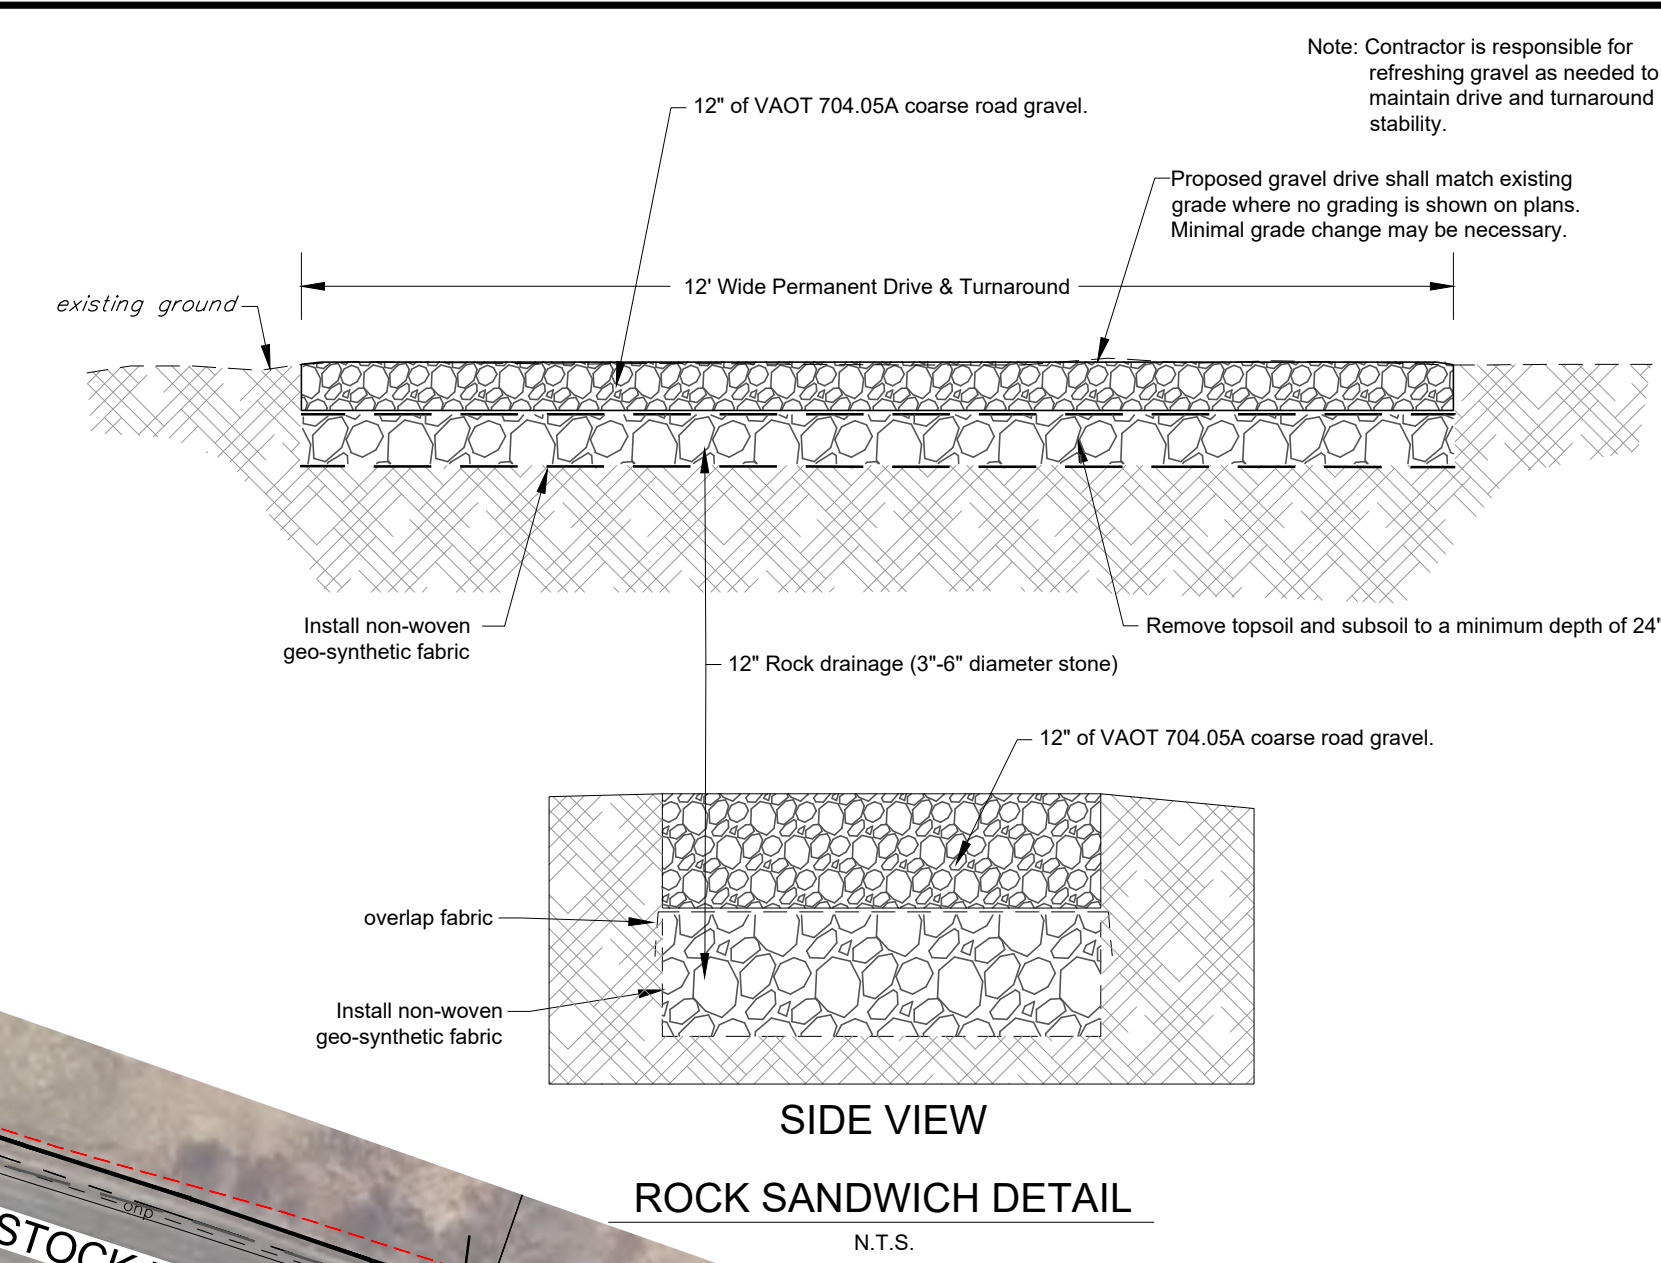 Note: Contractor is responsible for
refreshing gravel as needed to
maintain drive and turnaround
stability.
12" of VAOT 704.05A coarse road gravel.
Proposed gravel drive shall match existing
grade where no grading is shown on plans.
Minimal grade change may be necessary.
12' Wide Permanent Drive & Turnaround
existing ground
Install non-woven
geo-synthetic fabric
Remove topsoil and subsoil to a minimum depth of 24"
12" Rock drainage (3"-6" diameter stone)
12" of VAOT 704.05A coarse road gravel.
overlap fabric
Install non-woven
geo-synthetic fabric
SIDE VIEW
ROCK SANDWICH DETAIL
N.T.S.
ohp
STOCK